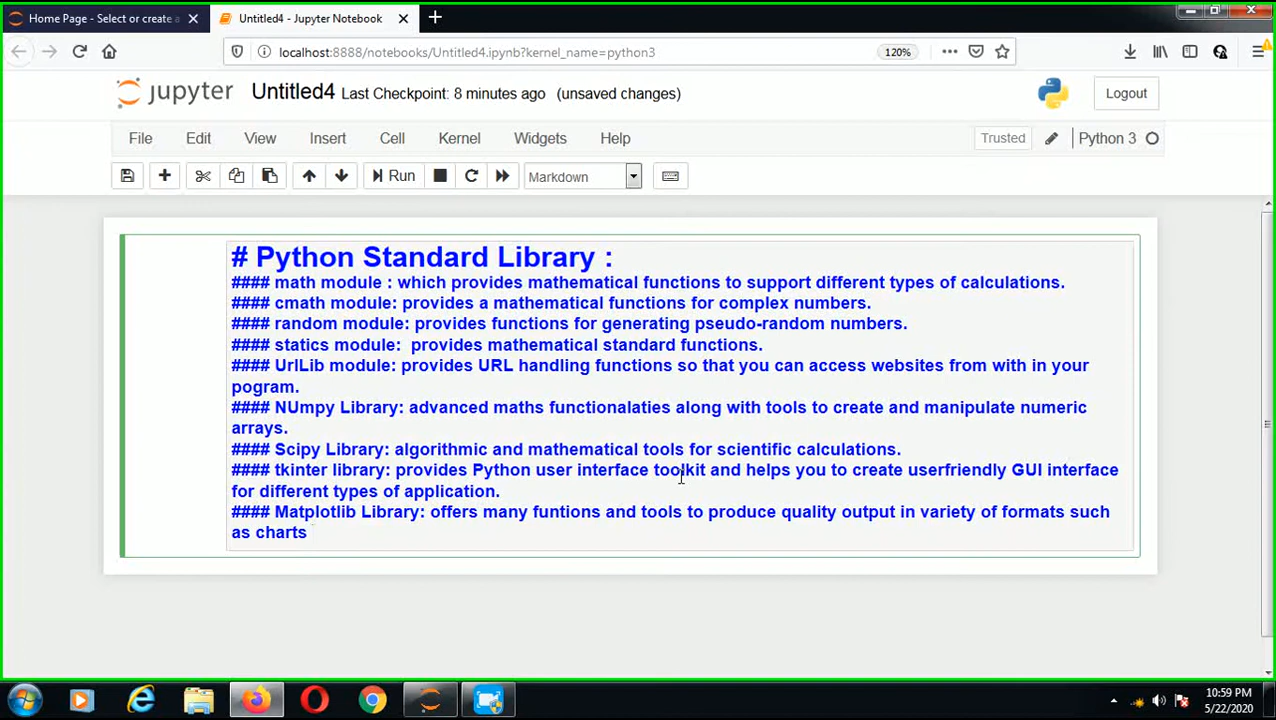 Home Page - Select or create a
Untitled4 - Jupyter Notebook
localhost:8888/notebooks/Untitled4.ipynb?kernel_name=python3
120%
jupyter Untitled4 Last Checkpoint: 8 minutes ago (unsaved changes)
Logout
File Edit View Insert Cell Kernel Widgets Help
Trusted
Python 3
Run
Markdown
# Python Standard Library :
#### math module : which provides mathematical functions to support different types of calculations.
#### cmath module: provides a mathematical functions for complex numbers.
#### random module: provides functions for generating pseudo-random numbers.
#### statics module:  provides mathematical standard functions.
#### UrlLib module: provides URL handling functions so that you can access websites from with in your
pogram.
#### NUmpy Library: advanced maths functionalaties along with tools to create and manipulate numeric
arrays.
#### Scipy Library: algorithmic and mathematical tools for scientific calculations.
#### tkinter library: provides Python user interface toolkit and helps you to create userfriendly GUI interface
for different types of application.
#### Matplotlib Library: offers many funtions and tools to produce quality output in variety of formats such
as charts
10:59 PM
5/22/2020